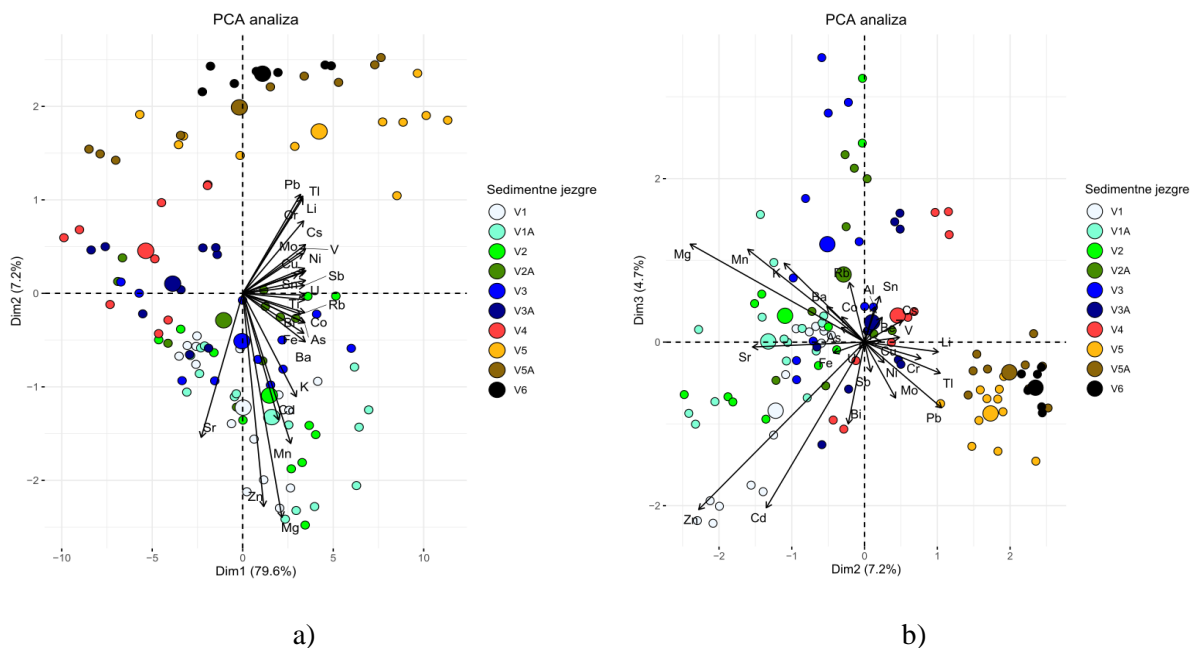 PCA analiza
Dim2 (7.2%)
2
1
0
-1
-2
-10
-5
0
5
10
Dim1 (79.6%)
Pb
Tl
Li
Cr
Cs
Mo
V
Ni
Cu
Sb
Sn
U
Tr
Rb
Bi
Co
Fe
As
Ba
K
Cd
Sr
Mn
Zn
Mg
Sedimentne jezgre
V1
V1A
V2
V2A
V3
V3A
V4
V5
V5A
V6
a)
PCA analiza
Dim3 (4.7%)
2
0
-2
-2
-1
0
1
2
Dim2 (7.2%)
Mg
Mn
K
Rb
Al
Sn
Ba
Co
Cs
Be
V
As
Li
Sr
Fe
U
Cu
Cr
Sb
Ni
Tl
Mo
Pb
Bi
Zn
Cd
Sedimentne jezgre
V1
V1A
V2
V2A
V3
V3A
V4
V5
V5A
V6
b)